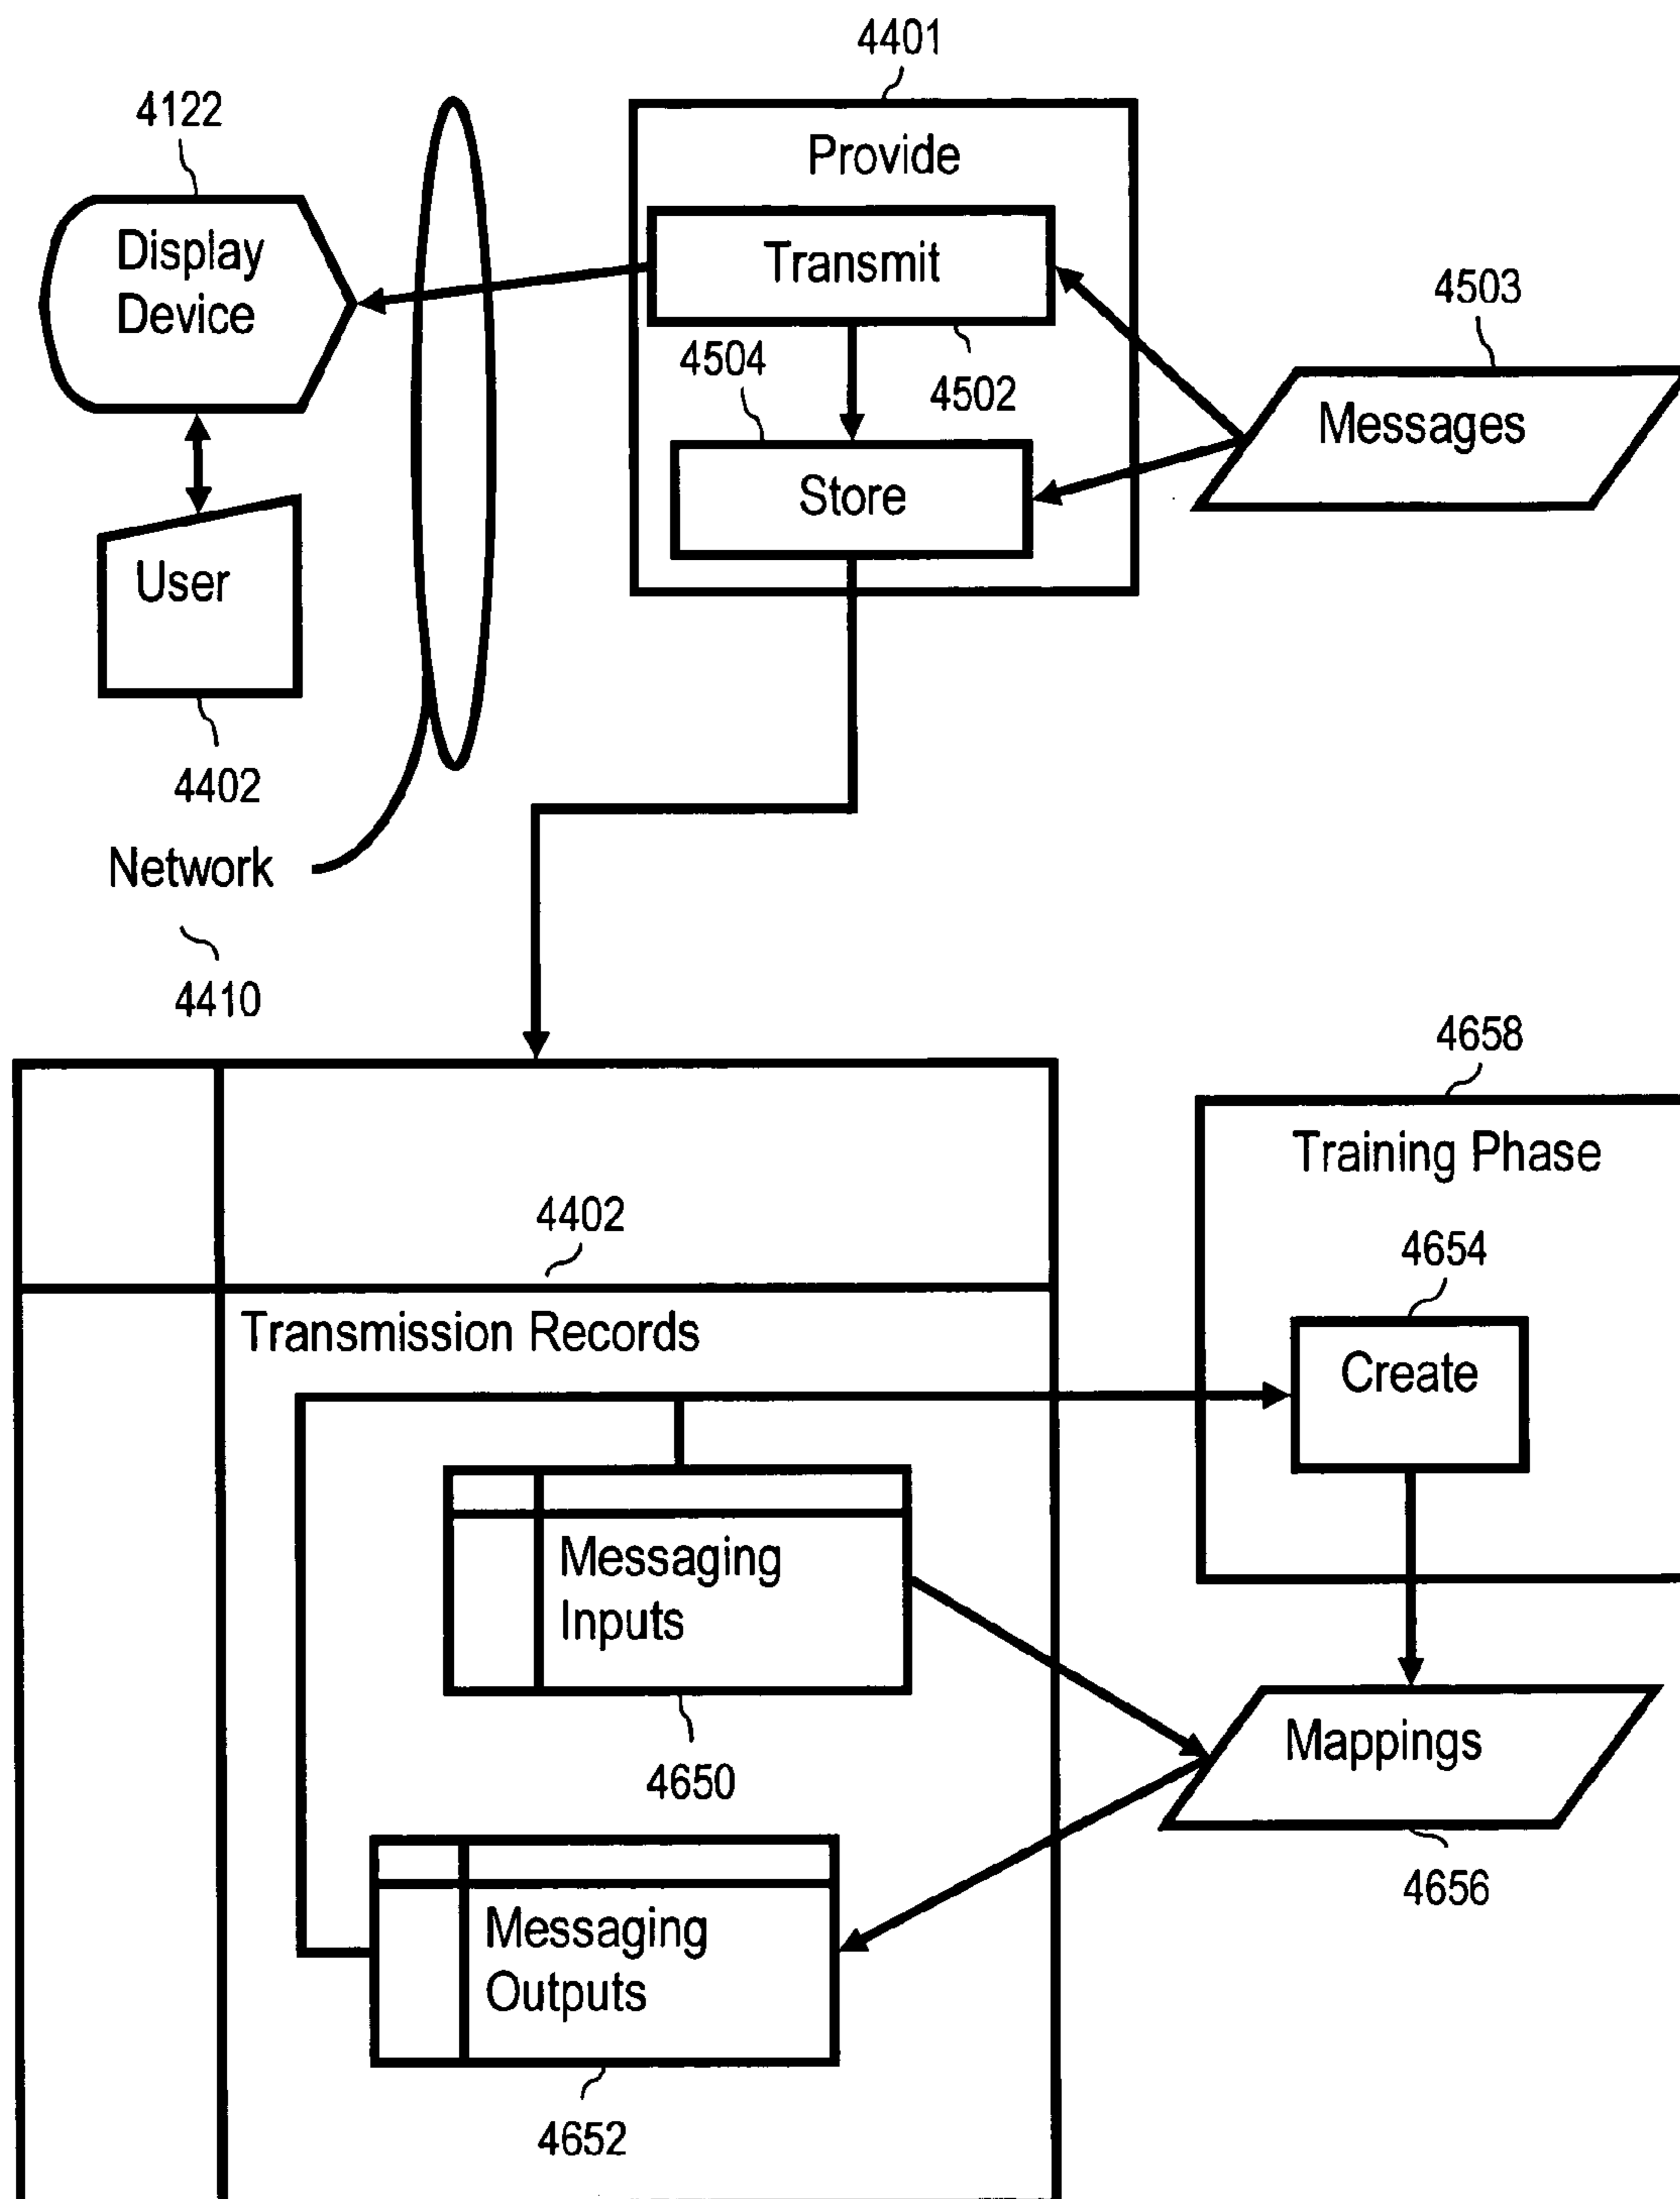 4401
4122
Provide
Display
Device
Transmit
4503
4504
4502
Messages
Store
User
4402
Network
4410
4658
Training Phase
4402
4654
Transmission Records
Create
Messaging
Inputs
4650
Mappings
4656
Messaging
Outputs
4652